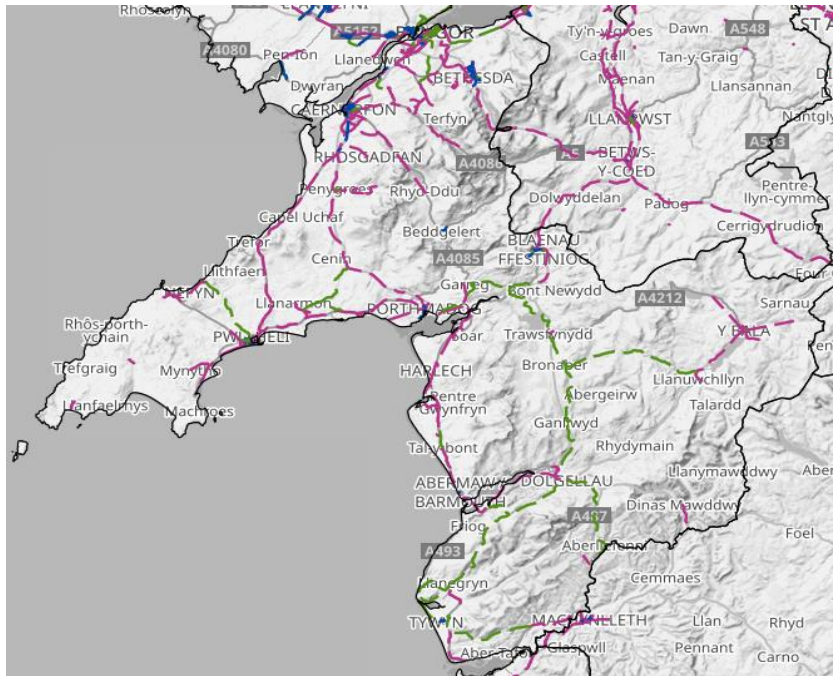 Rhoscolyn
A5152
BANGOR
Ty'n-y-groes
Dawn
A548
A4080
Pen-lon
Llanedwen
Castell
Tan-y-Graig
BETHESDA
Maenan
Dwyran
Llansannan
CAERNARFON
Terfyn
LLANRWST
RHOSGADFAN
A4086
A5
BETWS-
Y-COED
Penygroes
Rhyd-Ddu
Dolwyddelan
Pentre-
llyn-cymmer
Padog
Capel Uchaf
Beddgelert
Cerrigydrudion
Trefor
BLAENAU
FFESTINIOG
Llithfaen
Cenin
A4085
Garreg
Bont Newydd
A4212
Sarnau
NEFYN
Llanarmon
PORTHMADOG
Rhôs-porth-
ychain
PWLLHELI
Soar
Trawsfynydd
Y BALA
Trefgraig
Mynytho
HARLECH
Bronaber
Llanuwchllyn
Llanfaelrhys
Machroes
Pentre
Gwynfryn
Abergeirw
Talardd
Ganllwyd
Tal-y-bont
Rhydymain
ABERMAW/
BARMOUTH
DOLGELLAU
Llanymawddwy
Dinas Mawddwy
Friog
A487
A493
Aberllefenni
Foel
Llanegryn
Cemmaes
TYWYN
MACHYNLLETH
Llan
Rhyd
Aber Tafol
Glaspwll
Pennant
Carno